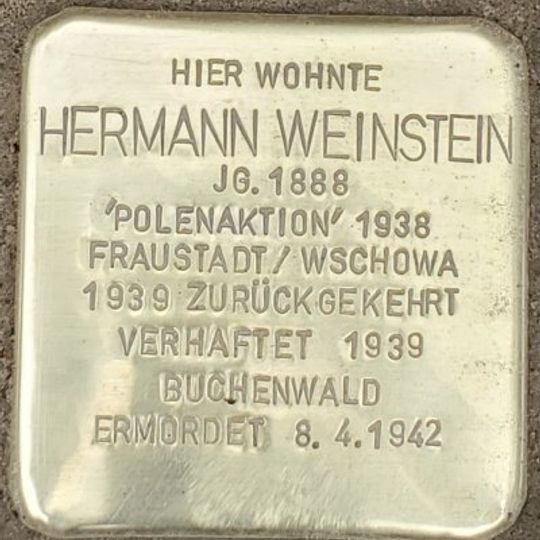 HIER WOHNTE
HERMANN WEINSTEIN
JG. 1888
'POLENAKTION' 1938
FRAUSTADT/WSCHOWA
1939 ZURÜCKGEKEHRT
VERHAFTET 1939
BUCHENWALD
ERMORDET 8.4.1942